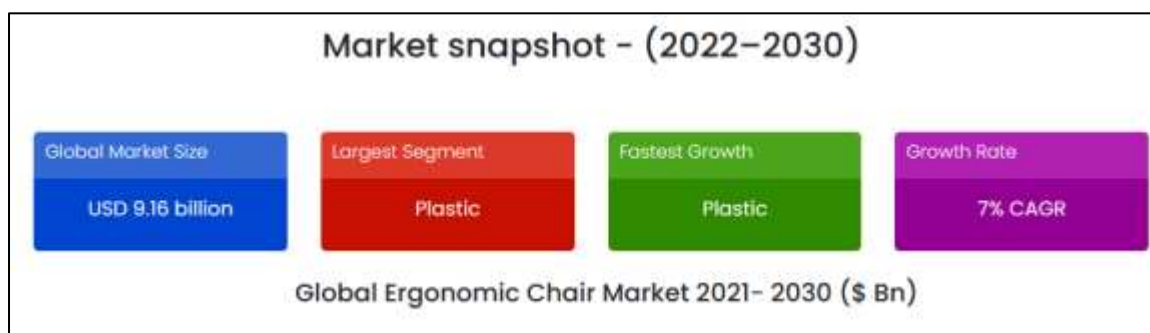 Market snapshot - (2022–2030)
Global Market Size
Largest Segment
Fastest Growth
Growth Rate
USD 9.16 billion
Plastic
Plastic
7% CAGR
Global Ergonomic Chair Market 2021- 2030 ($ Bn)